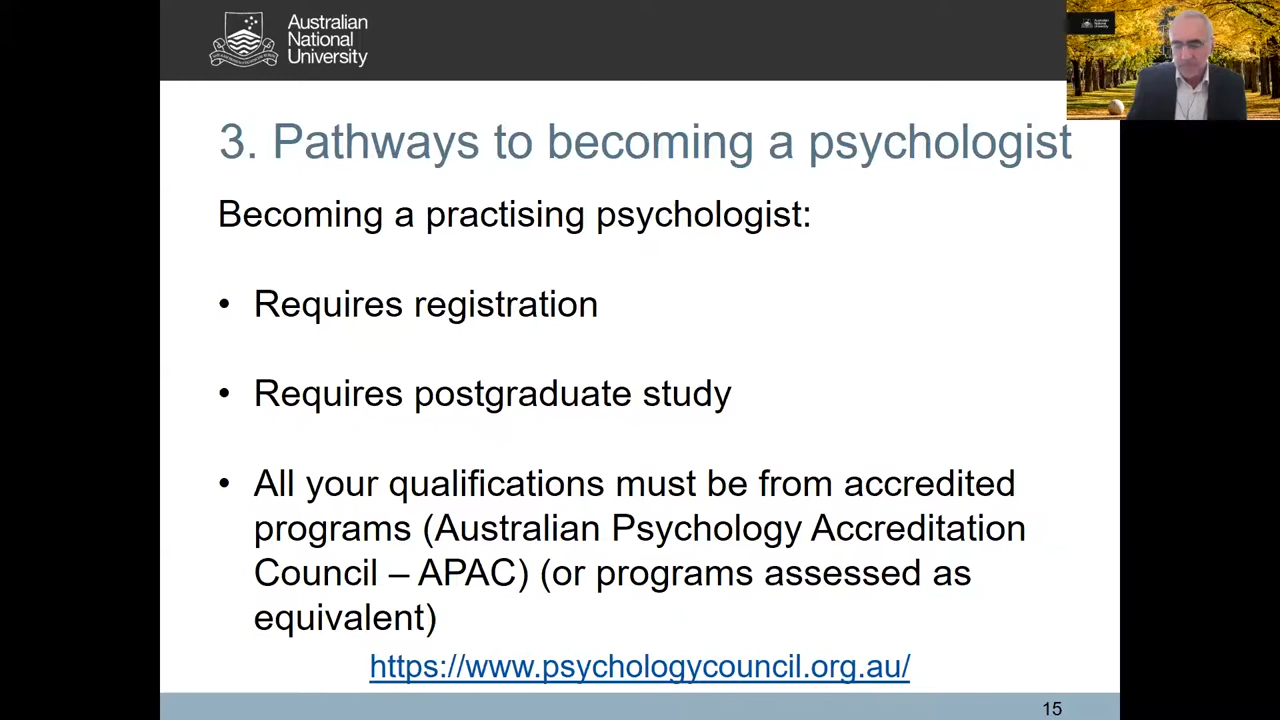 Australian
National
University
3. Pathways to becoming a psychologist
Becoming a practising psychologist:
• Requires registration
• Requires postgraduate study
• All your qualifications must be from accredited
programs (Australian Psychology Accreditation
Council – APAC) (or programs assessed as
equivalent)
https://www.psychologycouncil.org.au/
15